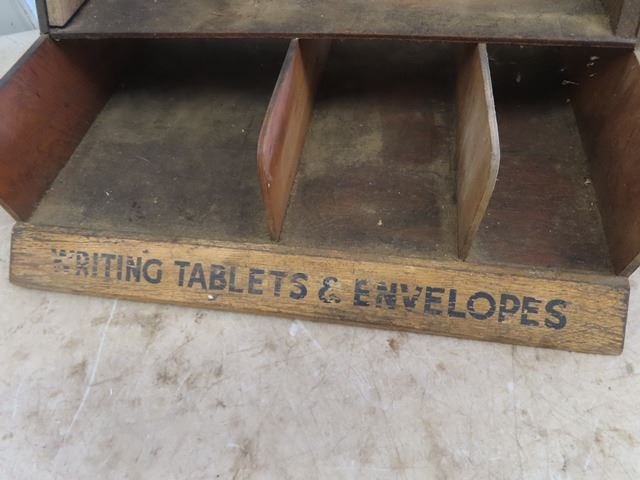 WRITING TABLETS & ENVELOPES